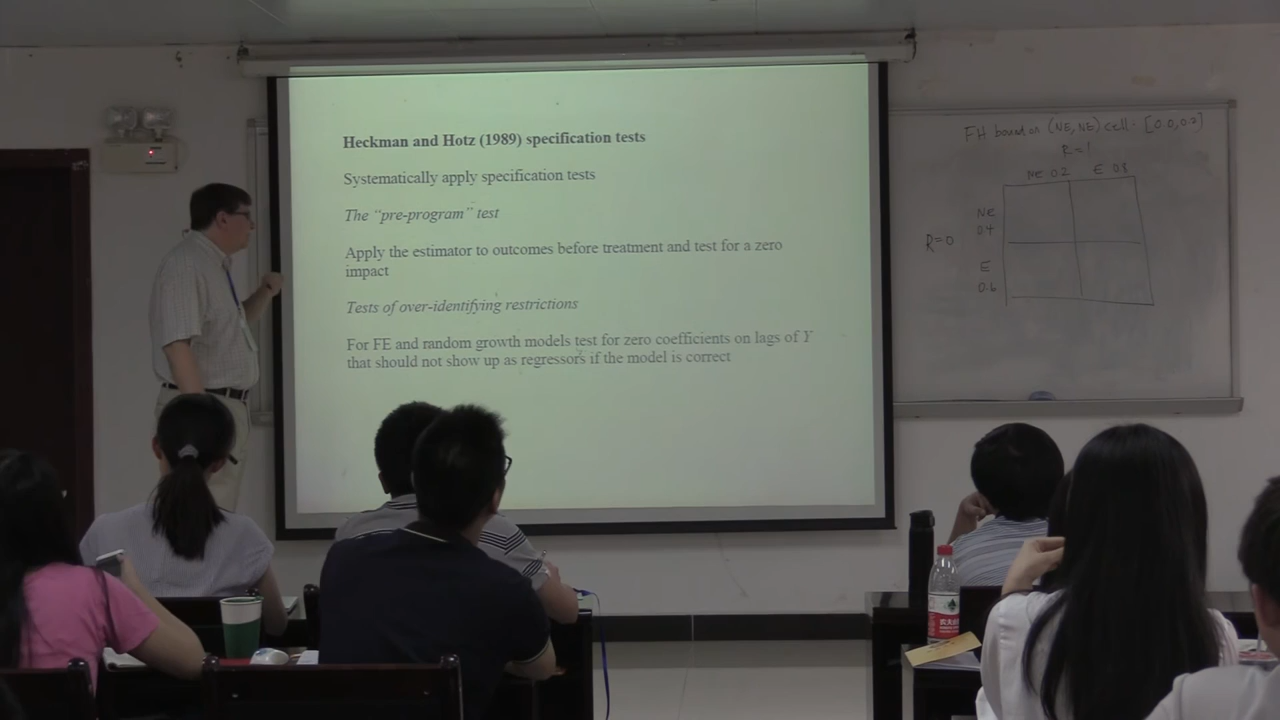 Heckman and Hotz (1989) specification tests
Systematically apply specification tests
The “pre-program” test
Apply the estimator to outcomes before treatment and test for a zero
impact
Tests of over-identifying restrictions
For FE and random growth models test for zero coefficients on lags of Y
that should not show up as regressors if the model is correct
FH bound on (NE, NE) cell: [0.0, 0.2]
R=1
NE 0.2 E 0.8
NE
0.4
R=0
E
0.6